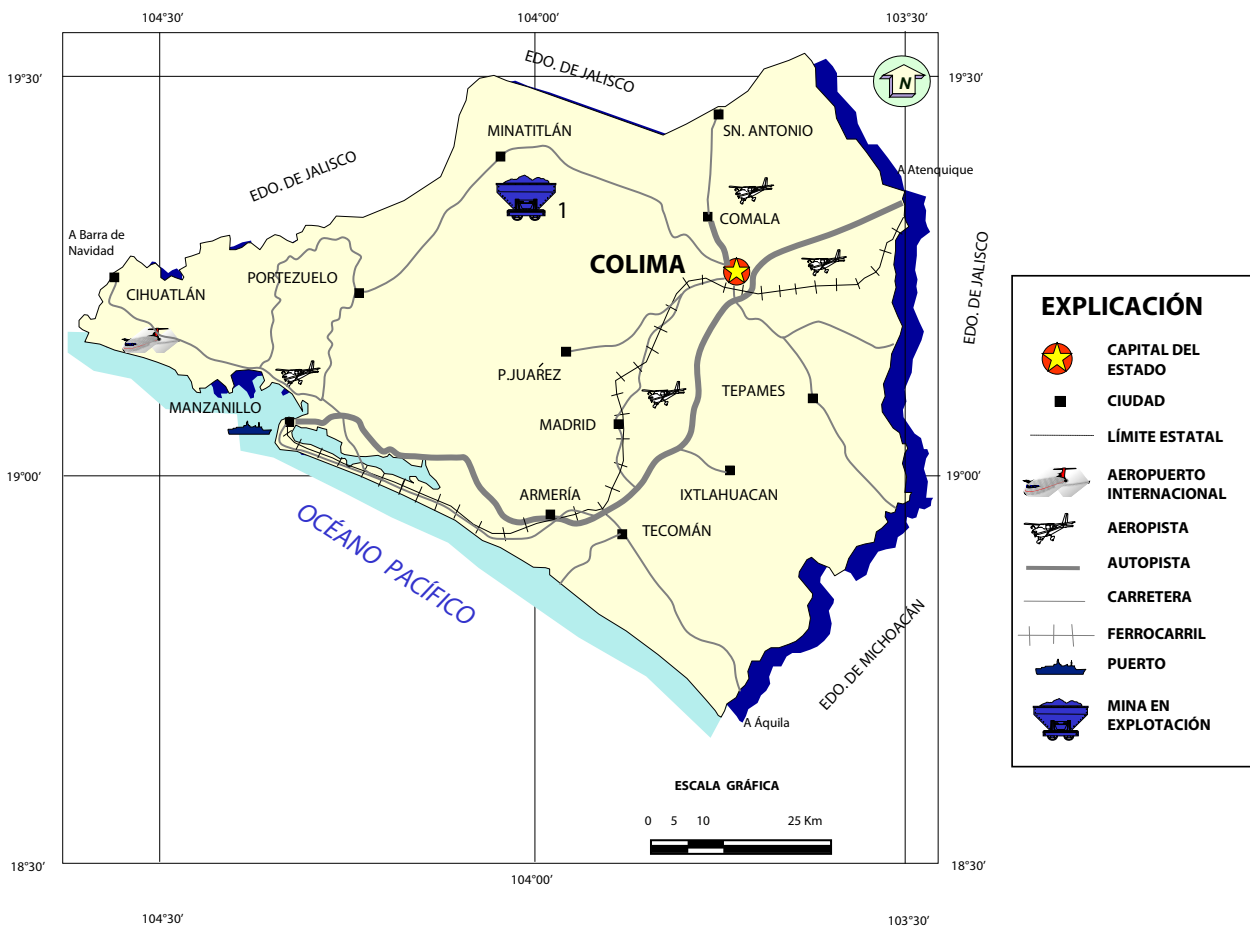 104°30’
104°00’
103°30’
19°30’
19°30’
EDO. DE JALISCO
N
MINATITLÁN
SN. ANTONIO
EDO. DE JALISCO
A Atenquique
1
COMALA
A Barra de
Navidad
COLIMA
EDO. DE JALISCO
PORTEZUELO
CIHUATLÁN
P.JUARÉZ
TEPAMES
MANZANILLO
MADRID
19°00’
19°00’
ARMERÍA
IXTLAHUACAN
OCÉANO PACÍFICO
TECOMÁN
EDO. DE MICHOACÁN
A Áquila
ESCALA GRÁFICA
0 5 10 25 Km
18°30’
18°30’
104°00’
104°30’
103°30’
EXPLICACIÓN
CAPITAL DEL
ESTADO
CIUDAD
LÍMITE ESTATAL
AEROPUERTO
INTERNACIONAL
AEROPISTA
AUTOPISTA
CARRETERA
FERROCARRIL
PUERTO
MINA EN
EXPLOTACIÓN